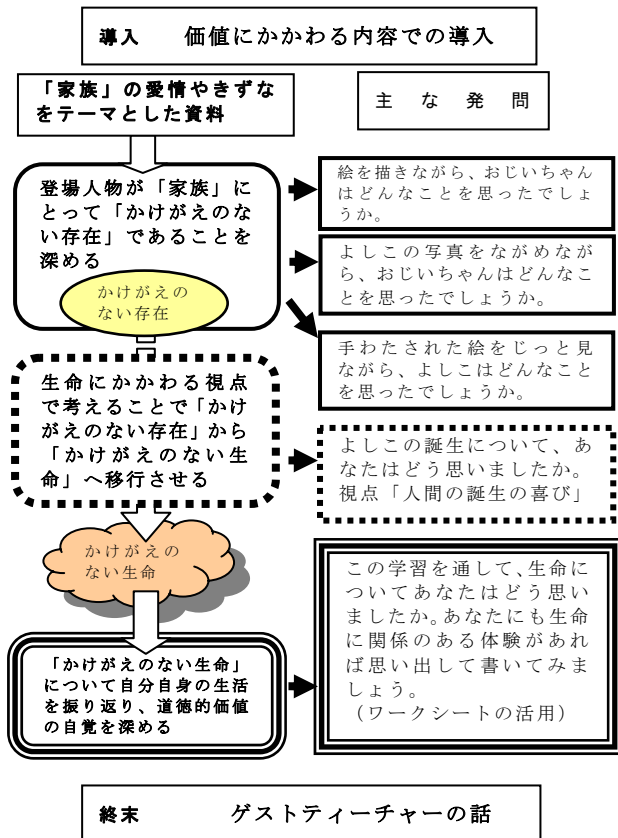 導入　価値にかかわる内容での導入
「家族」の愛情やきずな
をテーマとした資料
主な発問
登場人物が「家族」に
とって「かけがえのな
い存在」であることを
深める
かけがえの
ない存在
絵を描きながら、おじいちゃん
はどんなことを思ったでしょ
うか。
よしこの写真をながめなが
ら、おじいちゃんはどんなこ
とを思ったでしょうか。
手わたされた絵をじっと見
ながら、よしこはどんなこと
を思ったでしょうか。
生命にかかわる視点
で考えることで「かけ
がえのない存在」から
「かけがえのない生
命」へ移行させる
よしこの誕生について、あ
なたはどう思いましたか。
視点「人間の誕生の喜び」
かけがえの
ない生命
「かけがえのない生命」
について自分自身の生活
を振り返り、道徳的価値
の自覚を深める
この学習を通して、生命に
ついてあなたはどう思い
ましたか。あなたにも生命
に関係のある体験があれ
ば思い出して書いてみま
しょう。
（ワークシートの活用）
終末　ゲストティーチャーの話